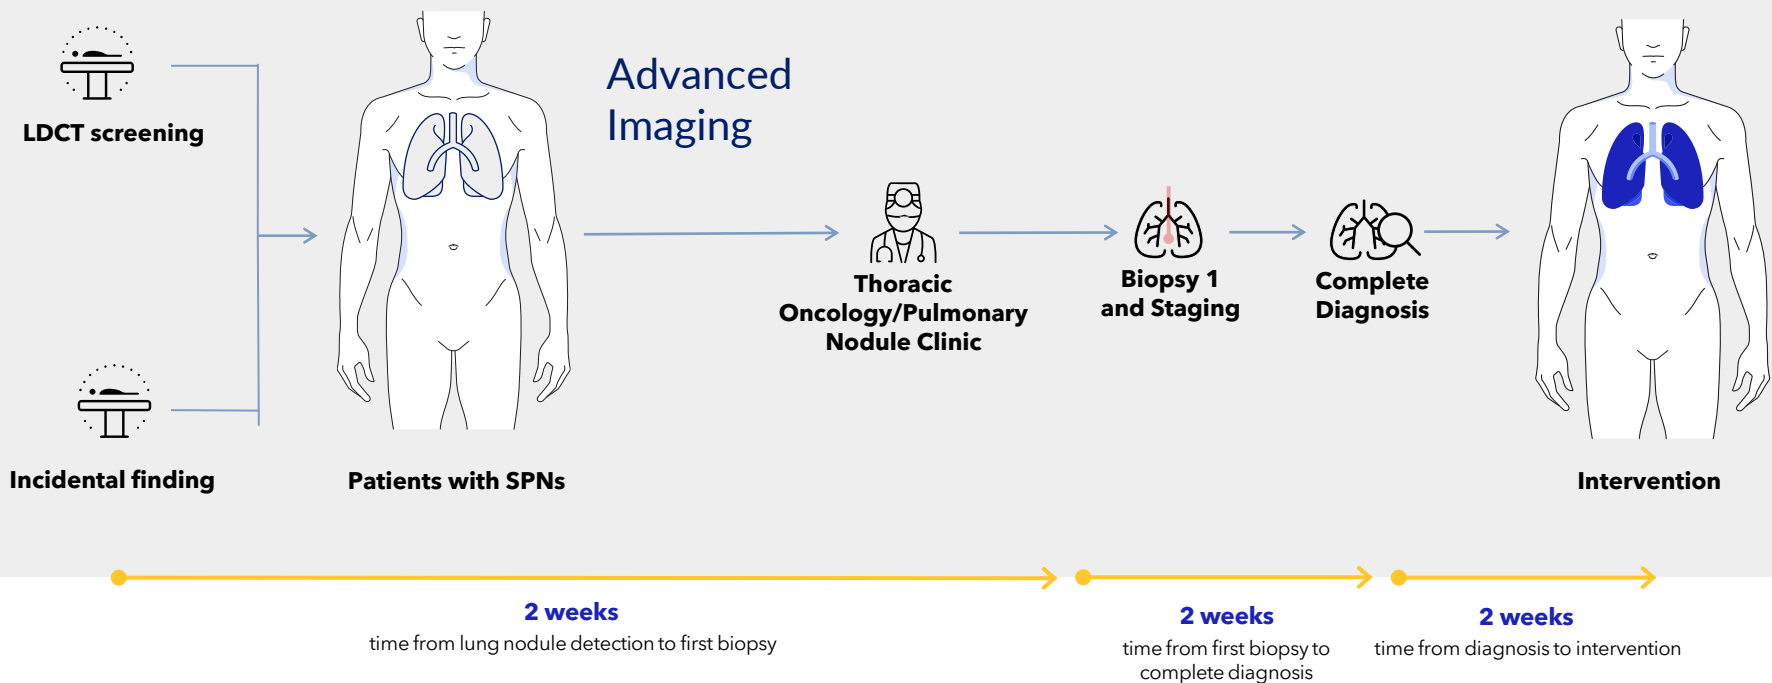 Advanced
Imaging
LDCT screening
Incidental finding
Patients with SPNs
Thoracic
Oncology/Pulmonary
Nodule Clinic
Biopsy 1
and Staging
Complete
Diagnosis
Intervention
2 weeks
time from lung nodule detection to first biopsy
2 weeks
time from first biopsy to
complete diagnosis
2 weeks
time from diagnosis to intervention